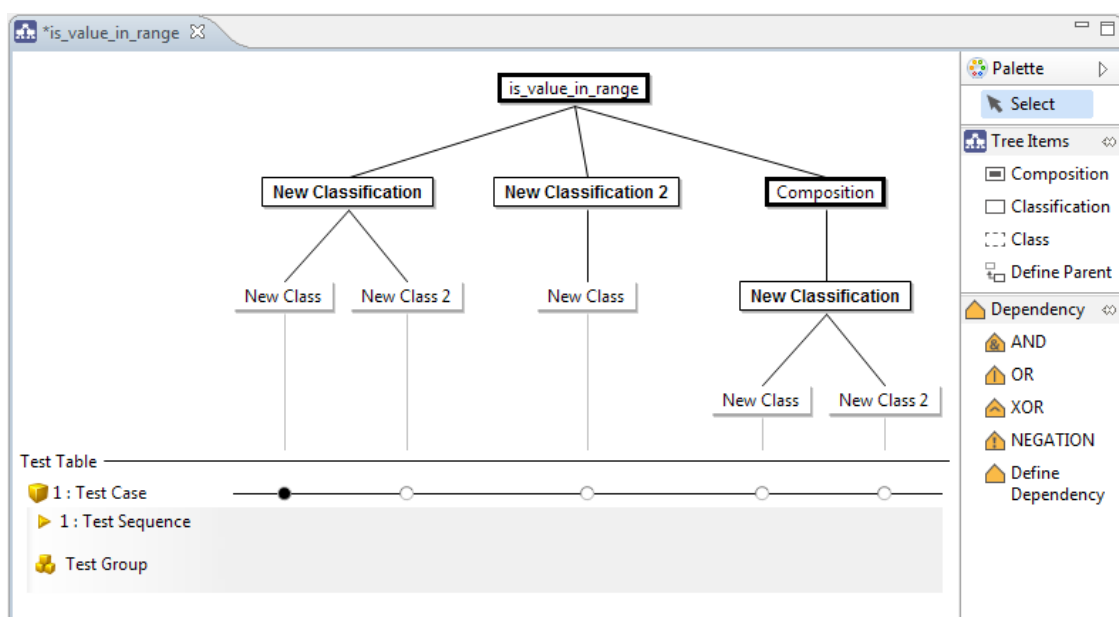 *is_value_in_range
is_value_in_range
New Classification
New Classification 2
Composition
New Class
New Class 2
New Class
New Classification
New Class
New Class 2
Test Table
1 : Test Case
1 : Test Sequence
Test Group
Palette
Select
Tree Items
Composition
Classification
Class
Define Parent
Dependency
AND
OR
XOR
NEGATION
Define
Dependency